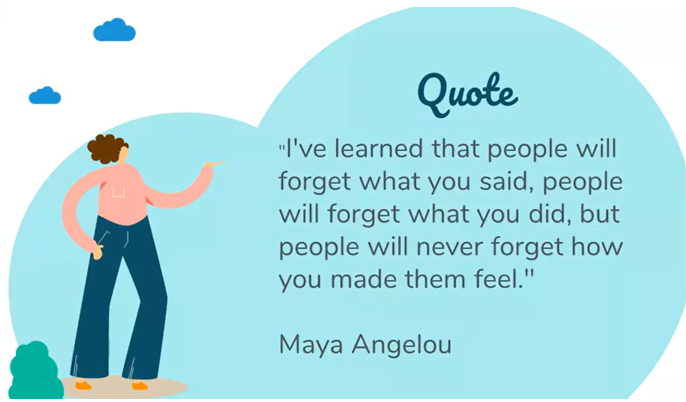 Quote
"I've learned that people will
forget what you said, people
will forget what you did, but
people will never forget how
you made them feel."
Maya Angelou